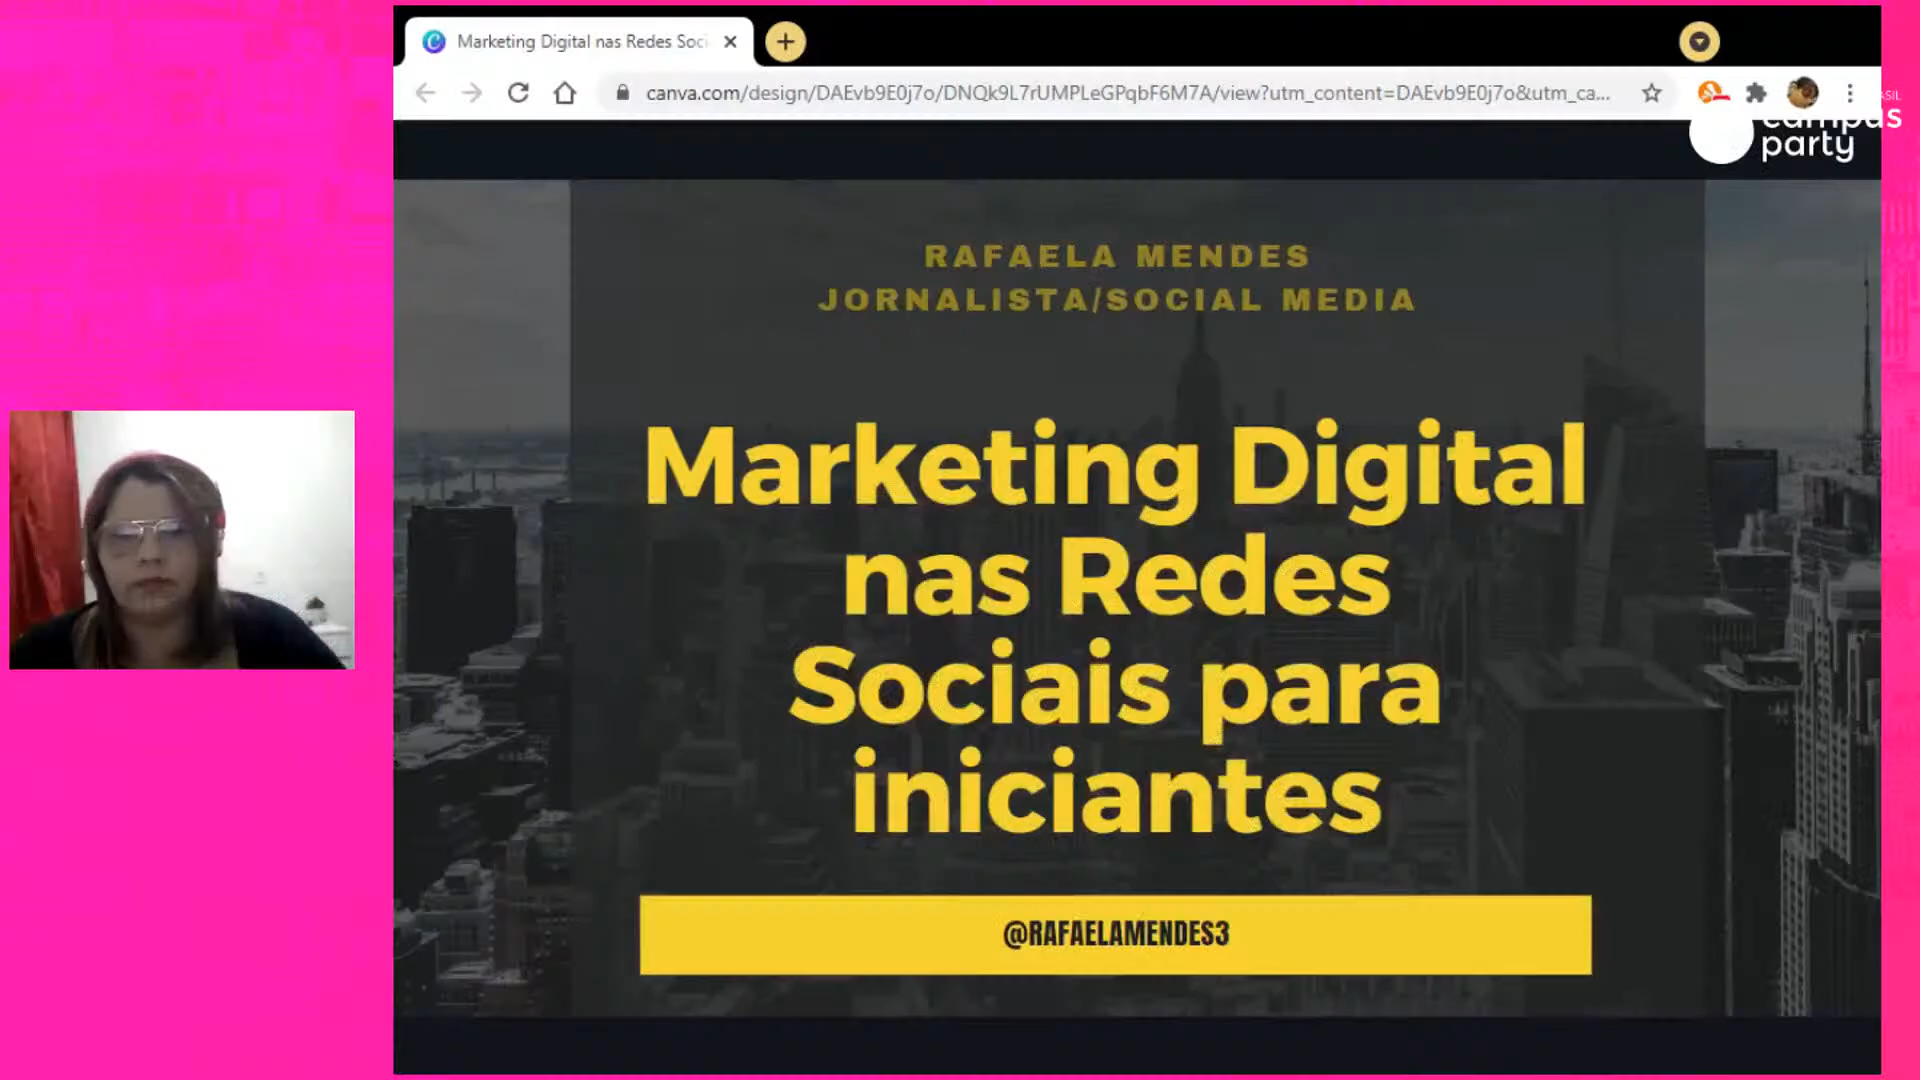 Marketing Digital nas Redes Soci
canva.com/design/DAEvb9E0j7o/DNQk9L7rUMPLeGPqbF6M7A/view?utm_content=DAEvb9E0j7o&utm_ca...
campus
party
RAFAELA MENDES
JORNALISTA/SOCIAL MEDIA
Marketing Digital
nas Redes
Sociais para
iniciantes
@RAFAELAMENDES3